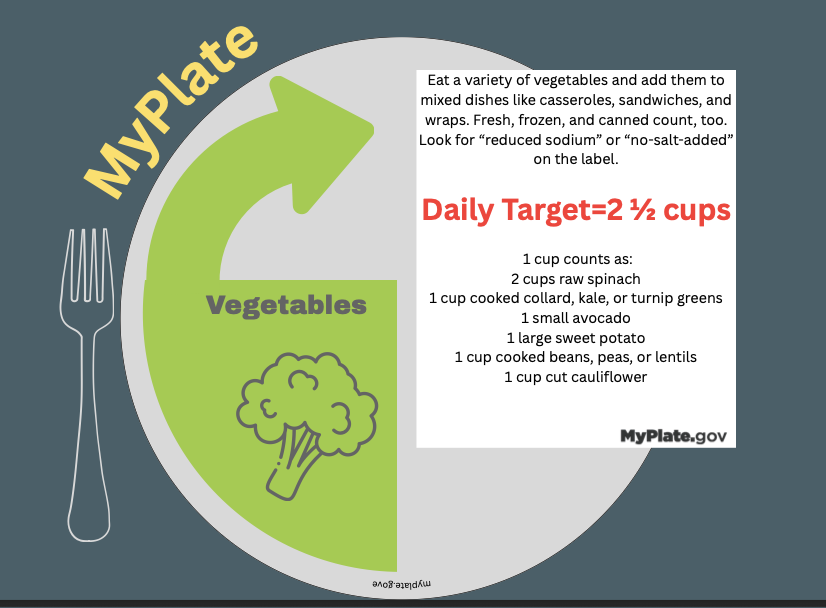 MyPlate
Eat a variety of vegetables and add them to
mixed dishes like casseroles, sandwiches, and
wraps. Fresh, frozen, and canned count, too.
Look for “reduced sodium” or “no-salt-added”
on the label.
Daily Target=2 ½ cups
1 cup counts as:
2 cups raw spinach
1 cup cooked collard, kale, or turnip greens
1 small avocado
1 large sweet potato
1 cup cooked beans, peas, or lentils
1 cup cut cauliflower
MyPlate.gov
Vegetables
myplate.gove